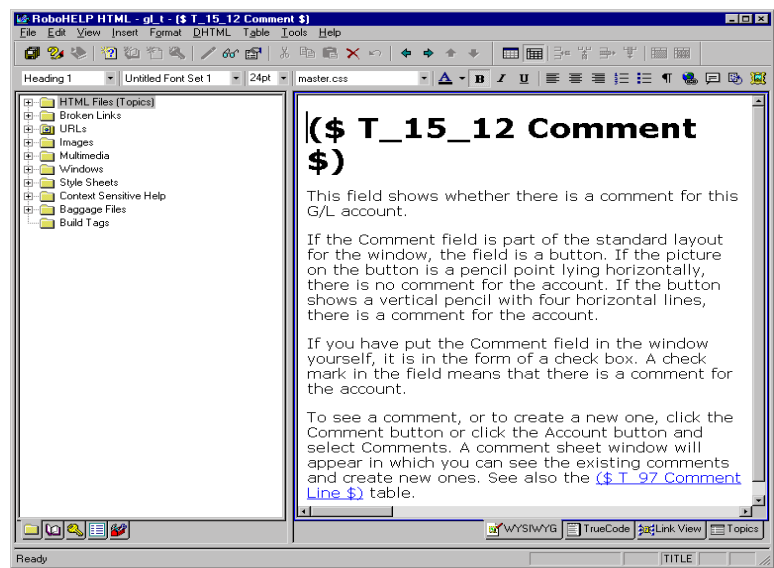 RoboHELP HTML - gl_t - ($ T_15_12 Comment $)
File Edit View Insert Format DHTML Table Tools Help
Heading 1 Untitled Font Set 1 24pt master.css A B I U
HTML Files (Topics)
Broken Links
URLs
Images
Multimedia
Windows
Style Sheets
Context Sensitive Help
Baggage Files
Build Tags
($ T_15_12 Comment
$)
This field shows whether there is a comment for this
G/L account.
If the Comment field is part of the standard layout
for the window, the field is a button. If the picture
on the button is a pencil point lying horizontally,
there is no comment for the account. If the button
shows a vertical pencil with four horizontal lines,
there is a comment for the account.
If you have put the Comment field in the window
yourself, it is in the form of a check box. A check
mark in the field means that there is a comment for
the account.
To see a comment, or to create a new one, click the
Comment button or click the Account button and
select Comments. A comment sheet window will
appear in which you can see the existing comments
and create new ones. See also the ($ T_97 Comment
Line $) table.
WYSIWYG TrueCode Link View Topics
Ready TITLE